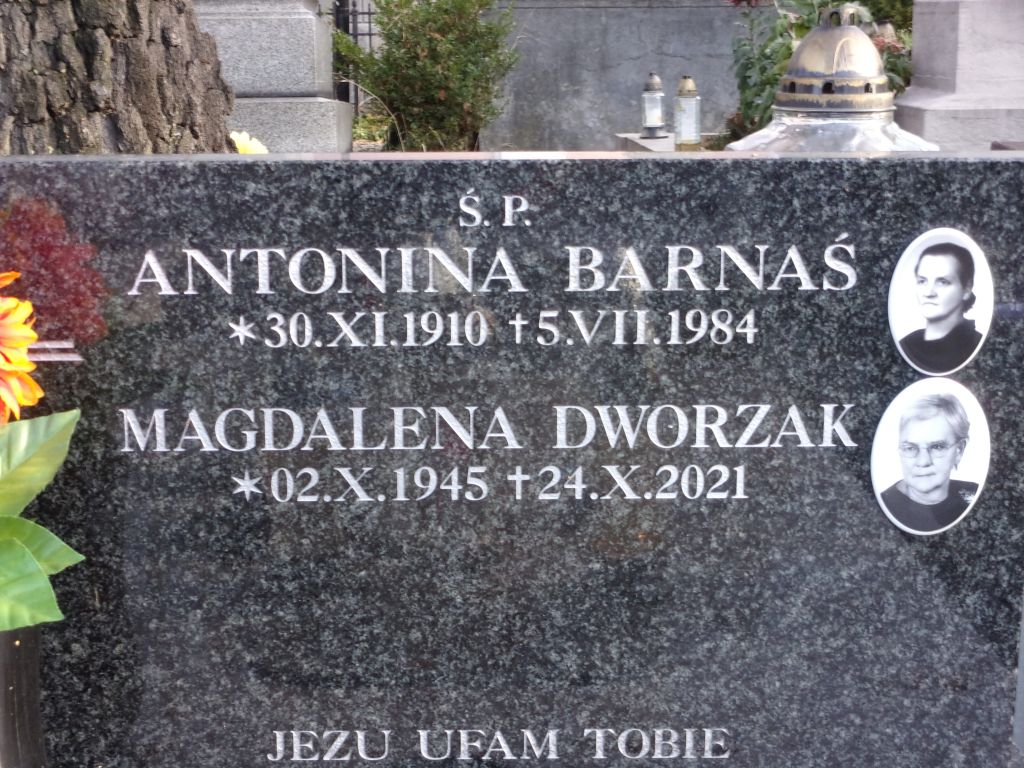 Ś. P.
ANTONINA BARNAŚ
*30.XI.1910 †5.VII.1984
MAGDALENA DWORZAK
*02.X.1945 †24.X.2021
JEZU UFAM TOBIE